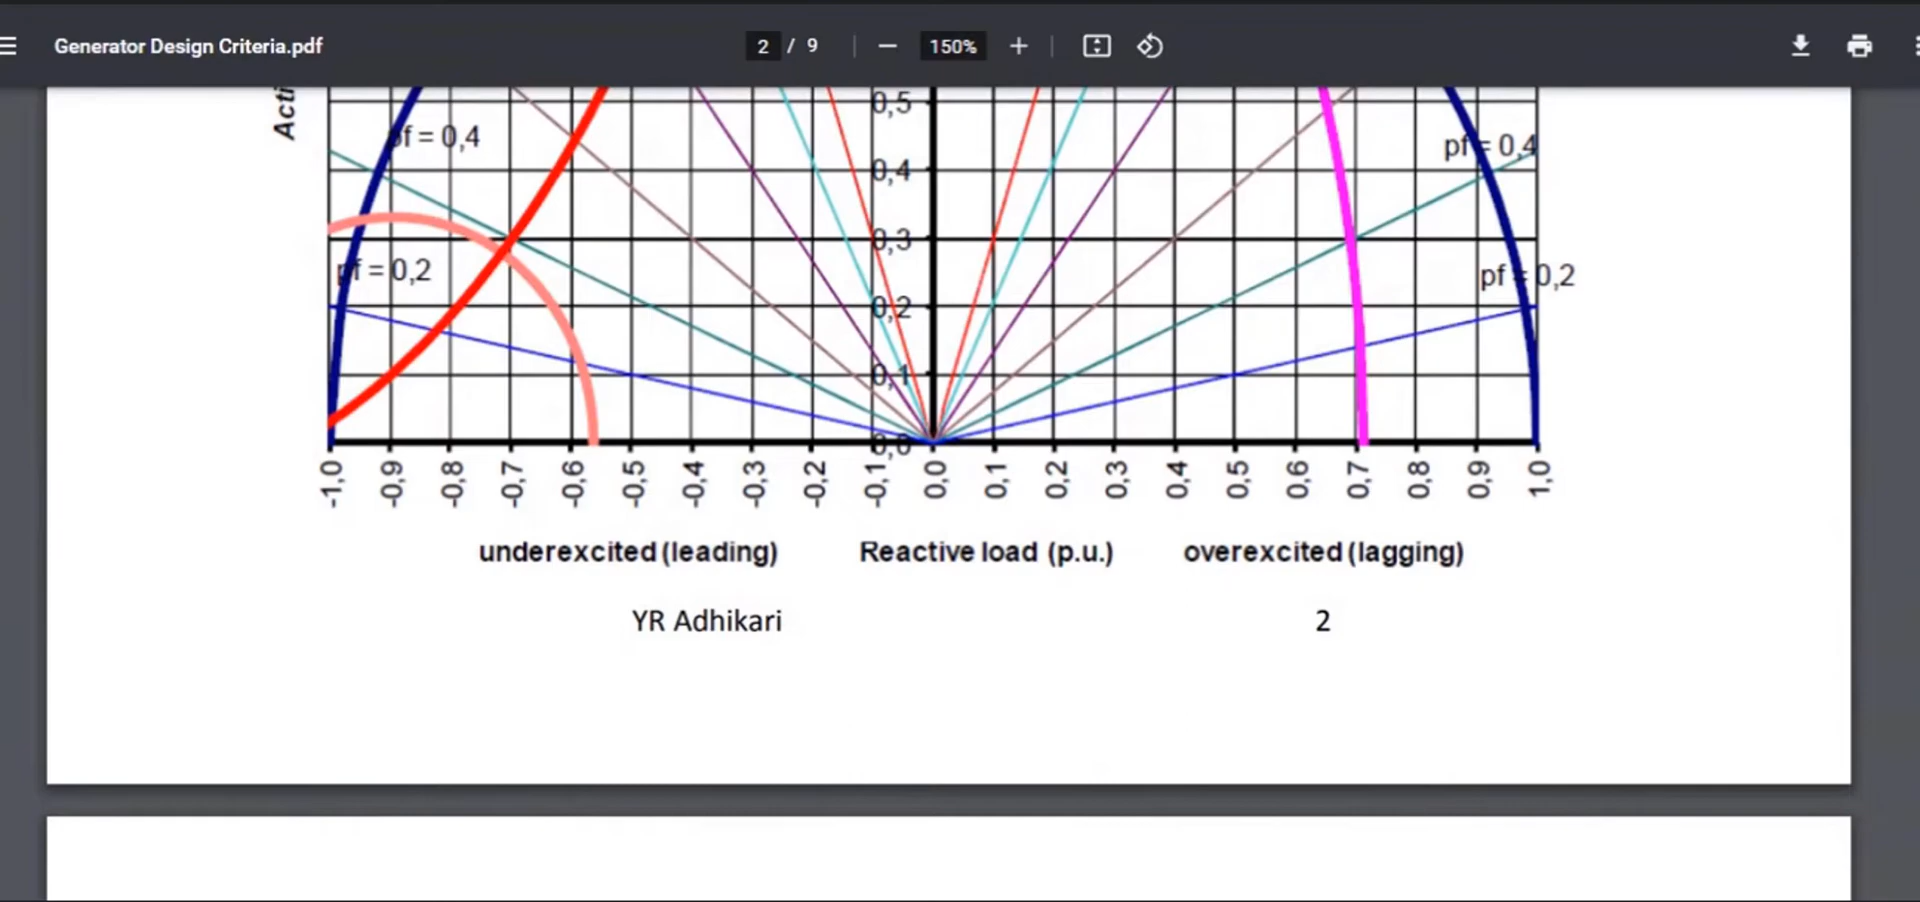 Generator Design Criteria.pdf
2 / 9
150%
Acti
0,5
pf = 0,4
pf = 0,4
0,4
0,3
pf = 0,2
pf = 0,2
0,2
0,1
0,0
-1,0 -0,9 -0,8 -0,7 -0,6 -0,5 -0,4 -0,3 -0,2 -0,1 0,0 0,1 0,2 0,3 0,4 0,5 0,6 0,7 0,8 0,9 1,0
underexcited (leading) Reactive load (p.u.) overexcited (lagging)
YR Adhikari 2